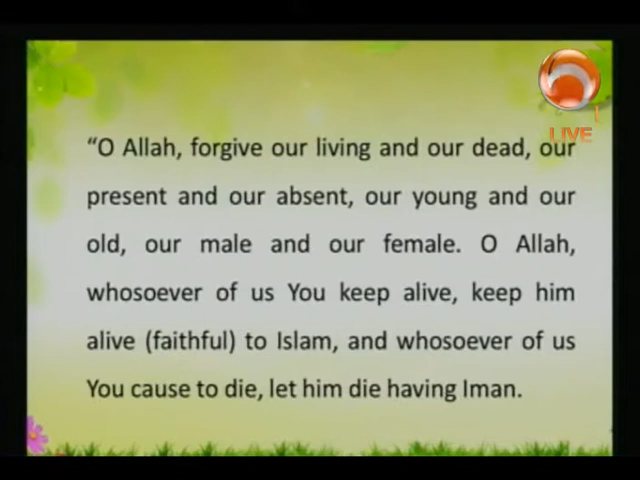 LIVE
“O Allah, forgive our living and our dead, our
present and our absent, our young and our
old, our male and our female. O Allah,
whosoever of us You keep alive, keep him
alive (faithful) to Islam, and whosoever of us
You cause to die, let him die having Iman.